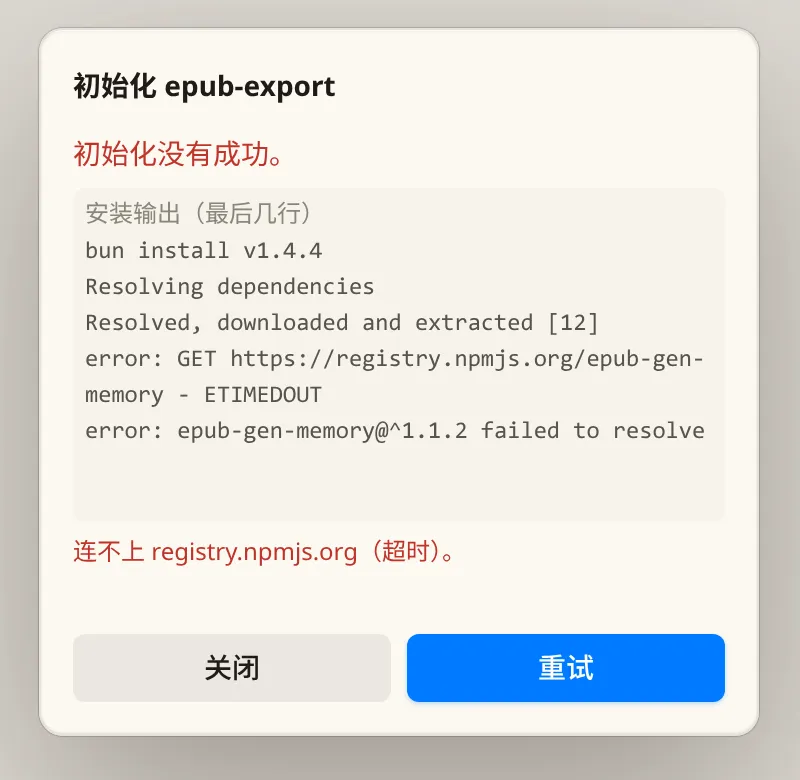 初始化 epub-export
初始化没有成功。
安装输出（最后几行）
bun install v1.4.4
Resolving dependencies
Resolved, downloaded and extracted [12]
error: GET https://registry.npmjs.org/epub-gen-
memory - ETIMEDOUT
error: epub-gen-memory@^1.1.2 failed to resolve
连不上 registry.npmjs.org（超时）。
关闭
重试